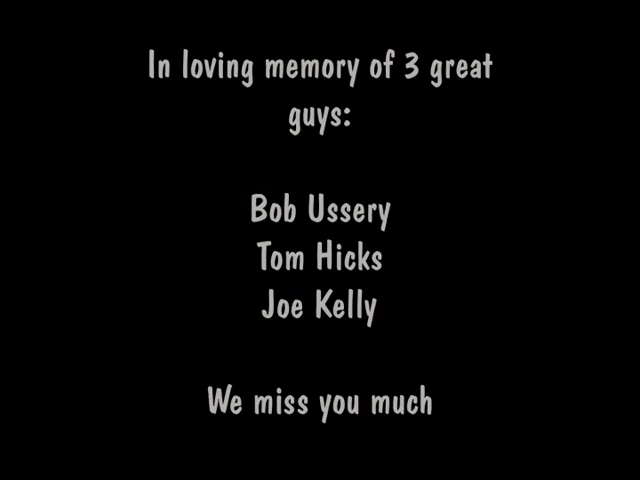 In loving memory of 3 great
guys:
Bob Ussery
Tom Hicks
Joe Kelly
We miss you much